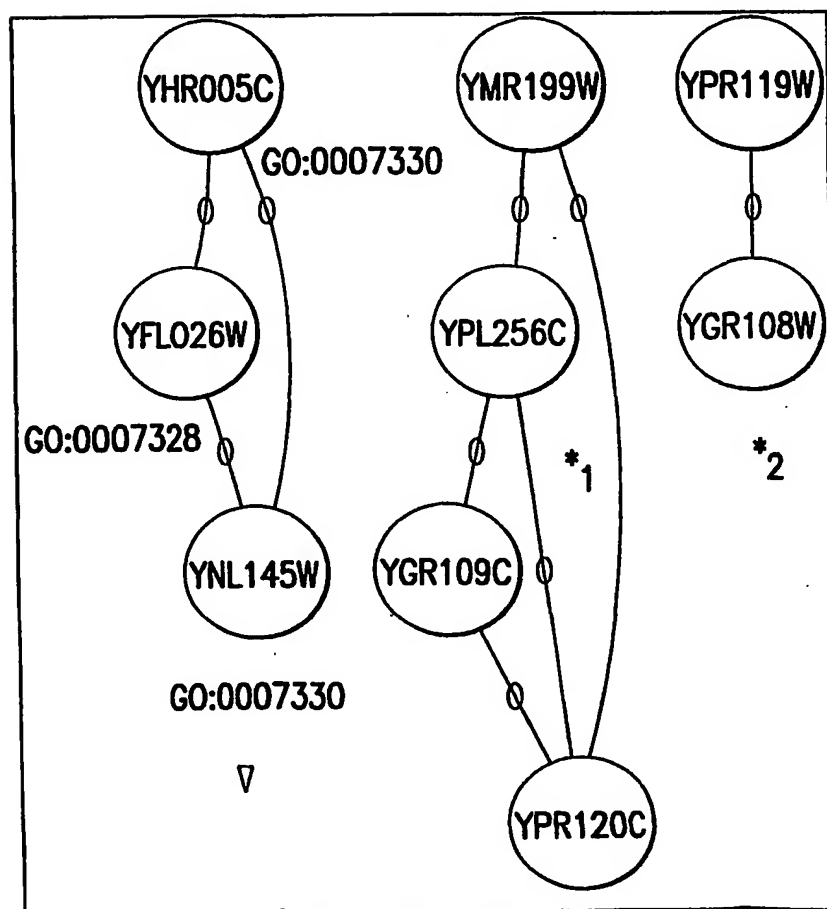 YHR005C
YMR199W
YPR119W
GO:0007330
YFL026W
YPL256C
YGR108W
GO:0007328
*1
*2
YNL145W
YGR109C
GO:0007330
YPR120C